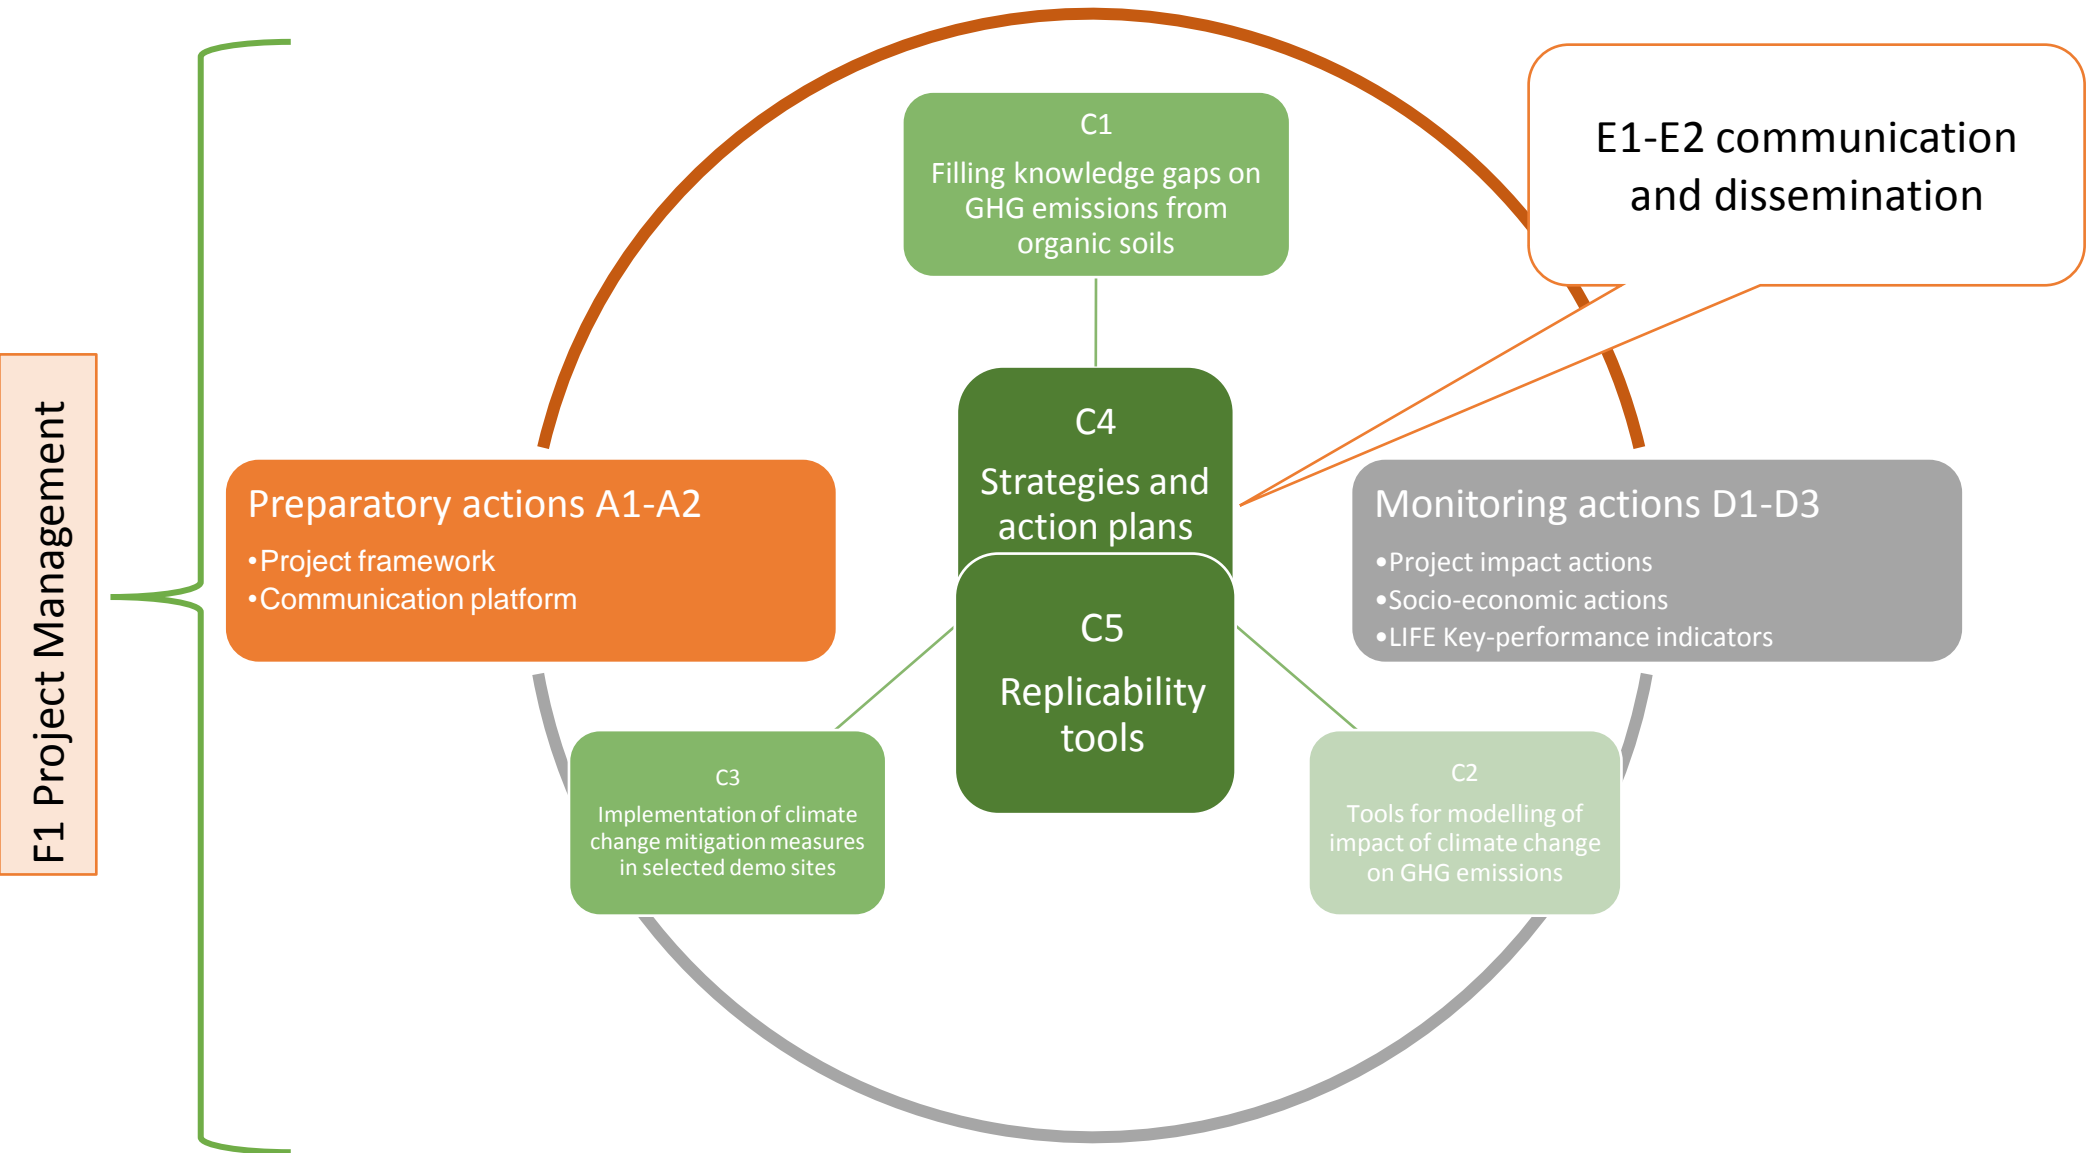 F1 Project Management
C1
Filling knowledge gaps on
GHG emissions from
organic soils
E1-E2 communication
and dissemination
C4
Strategies and
action plans
Preparatory actions A1-A2
•Project framework
•Communication platform
Monitoring actions D1-D3
•Project impact actions
•Socio-economic actions
•LIFE Key-performance indicators
C5
Replicability
tools
C3
Implementation of climate
change mitigation measures
in selected demo sites
C2
Tools for modelling of
impact of climate change
on GHG emissions